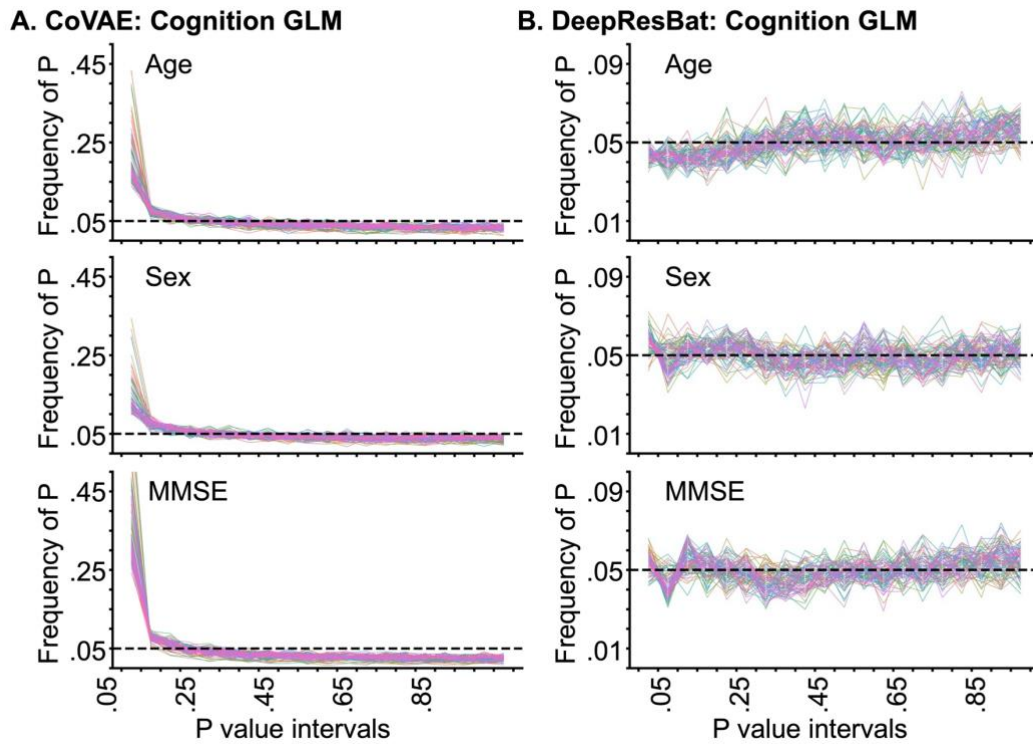 A. CoVAE: Cognition GLM
B. DeepResBat: Cognition GLM
Frequency of P
.45
.25
.05
Age
Frequency of P
.09
.05
.01
Age
Frequency of P
.45
.25
.05
Sex
Frequency of P
.09
.05
.01
Sex
Frequency of P
.45
.25
.05
MMSE
Frequency of P
.09
.05
.01
MMSE
.05 .25 .45 .65 .85
P value intervals
.05 .25 .45 .65 .85
P value intervals